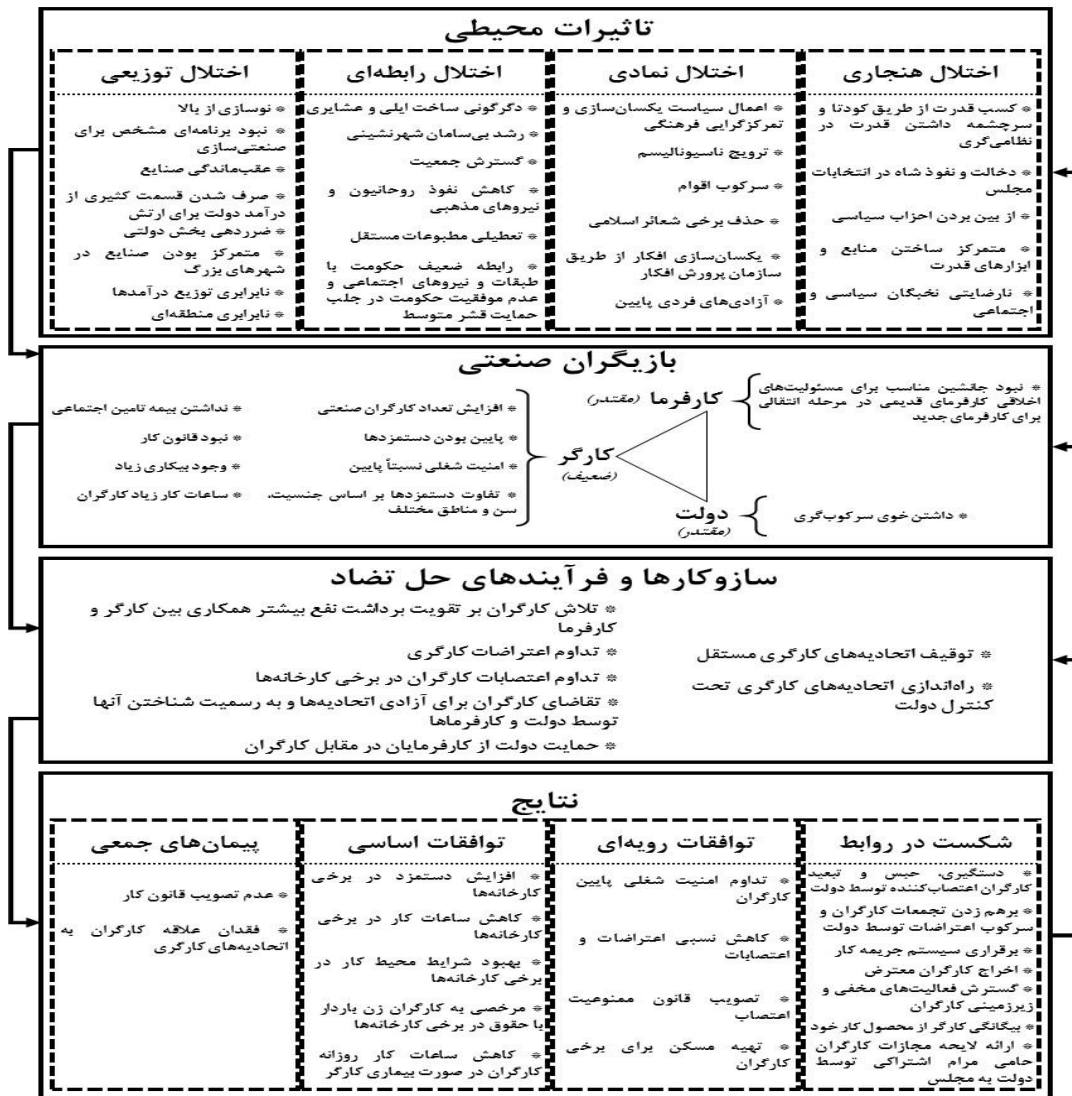 تاثیرات محیطی
اختلال هنجاری
* کسب قدرت از طریق کودتا و
سرچشمه داشتن قدرت در
نظامی‌گری
* دخالت و نفوذ شاه در انتخابات
مجلس
* از بین بردن احزاب سیاسی
* متمرکز ساختن منابع و
ابزارهای قدرت
* نارضایتی نخبگان سیاسی و
اجتماعی
اختلال نمادی
* اعمال سیاست یکسان‌سازی و
تمرکزگرایی فرهنگی
* ترویج ناسیونالیسم
* سرکوب اقوام
* حذف برخی شعائر اسلامی
* یکسان‌سازی افکار از طریق
سازمان پرورش افکار
* آزادی‌های فردی پایین
اختلال رابطه‌ای
* دگرگونی ساخت ایلی و عشایری
* رشد بی‌سامان شهرنشینی
* گسترش جمعیت
* کاهش نفوذ روحانیون و
نیروهای مذهبی
* تعطیلی مطبوعات مستقل
* رابطه ضعیف حکومت با
طبقات و نیروهای اجتماعی و
عدم موفقیت حکومت در جلب
حمایت قشر متوسط
اختلال توزیعی
* نوسازی از بالا
* نبود برنامه‌ای مشخص برای
صنعتی‌سازی
* عقب‌ماندگی صنایع
* صرف شدن قسمت کثیری از
درآمد دولت برای ارتش
* ضرردهی بخش دولتی
* متمرکز بودن صنایع در
شهرهای بزرگ
* نابرابری توزیع درآمدها
* نابرابری منطقه‌ای
بازیگران صنعتی
* نبود جانشین مناسب برای مسئولیت‌های
اخلاقی کارفرمای قدیمی در مرحله انتقالی
برای کارفرمای جدید
کارفرما
(مقتدر)
کارگر
(ضعیف)
دولت
(مقتدر)
* داشتن خوی سرکوب‌گری
* افزایش تعداد کارگران صنعتی
* پایین بودن دستمزدها
* امنیت شغلی نسبتاً پایین
* تفاوت دستمزدها بر اساس جنسیت،
سن و مناطق مختلف
* نداشتن بیمه تامین اجتماعی
* نبود قانون کار
* وجود بیکاری زیاد
* ساعات کار زیاد کارگران
سازوکارها و فرآیندهای حل تضاد
* توقیف اتحادیه‌های کارگری مستقل
* راه‌اندازی اتحادیه‌های کارگری تحت
کنترل دولت
* تلاش کارگران بر تقویت برداشت نفع بیشتر همکاری بین کارگر و
کارفرما
* تداوم اعتراضات کارگری
* تداوم اعتصابات کارگران در برخی کارخانه‌ها
* تقاضای کارگران برای آزادی اتحادیه‌ها و به رسمیت شناختن آنها
توسط دولت و کارفرماها
* حمایت دولت از کارفرمایان در مقابل کارگران
نتایج
شکست در روابط
* دستگیری، حبس و تبعید
کارگران اعتصاب‌کننده توسط دولت
* برهم زدن تجمعات کارگران و
سرکوب اعتراضات توسط دولت
* برقراری سیستم جریمه کار
* اخراج کارگران معترض
* گسترش فعالیت‌های مخفی و
زیرزمینی کارگران
* بیگانگی کارگر از محصول کار خود
* ارائه لایحه مجازات کارگران
حامی مرام اشتراکی توسط
دولت به مجلس
توافقات رویه‌ای
* تداوم امنیت شغلی پایین
کارگران
* کاهش نسبی اعتراضات و
اعتصابات
* تصویب قانون ممنوعیت
اعتصاب
* تهیه مسکن برای برخی
کارگران
توافقات اساسی
* افزایش دستمزد در برخی
کارخانه‌ها
* کاهش ساعات کار در برخی
کارخانه‌ها
* بهبود شرایط محیط کار در
برخی کارخانه‌ها
* مرخصی به کارگران زن باردار
با حقوق در برخی کارخانه‌ها
* کاهش ساعات کار روزانه
کارگران در صورت بیماری کارگر
پیمان‌های جمعی
* عدم تصویب قانون کار
* فقدان علاقه کارگران به
اتحادیه‌های کارگری